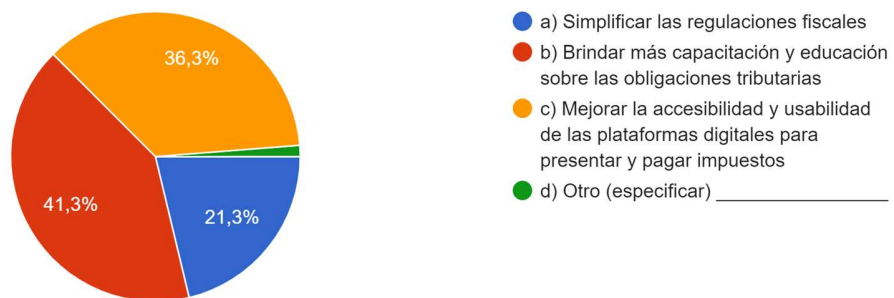 36,3%
41,3%
21,3%
a) Simplificar las regulaciones fiscales
b) Brindar más capacitación y educación
sobre las obligaciones tributarias
c) Mejorar la accesibilidad y usabilidad
de las plataformas digitales para
presentar y pagar impuestos
d) Otro (especificar) ________________